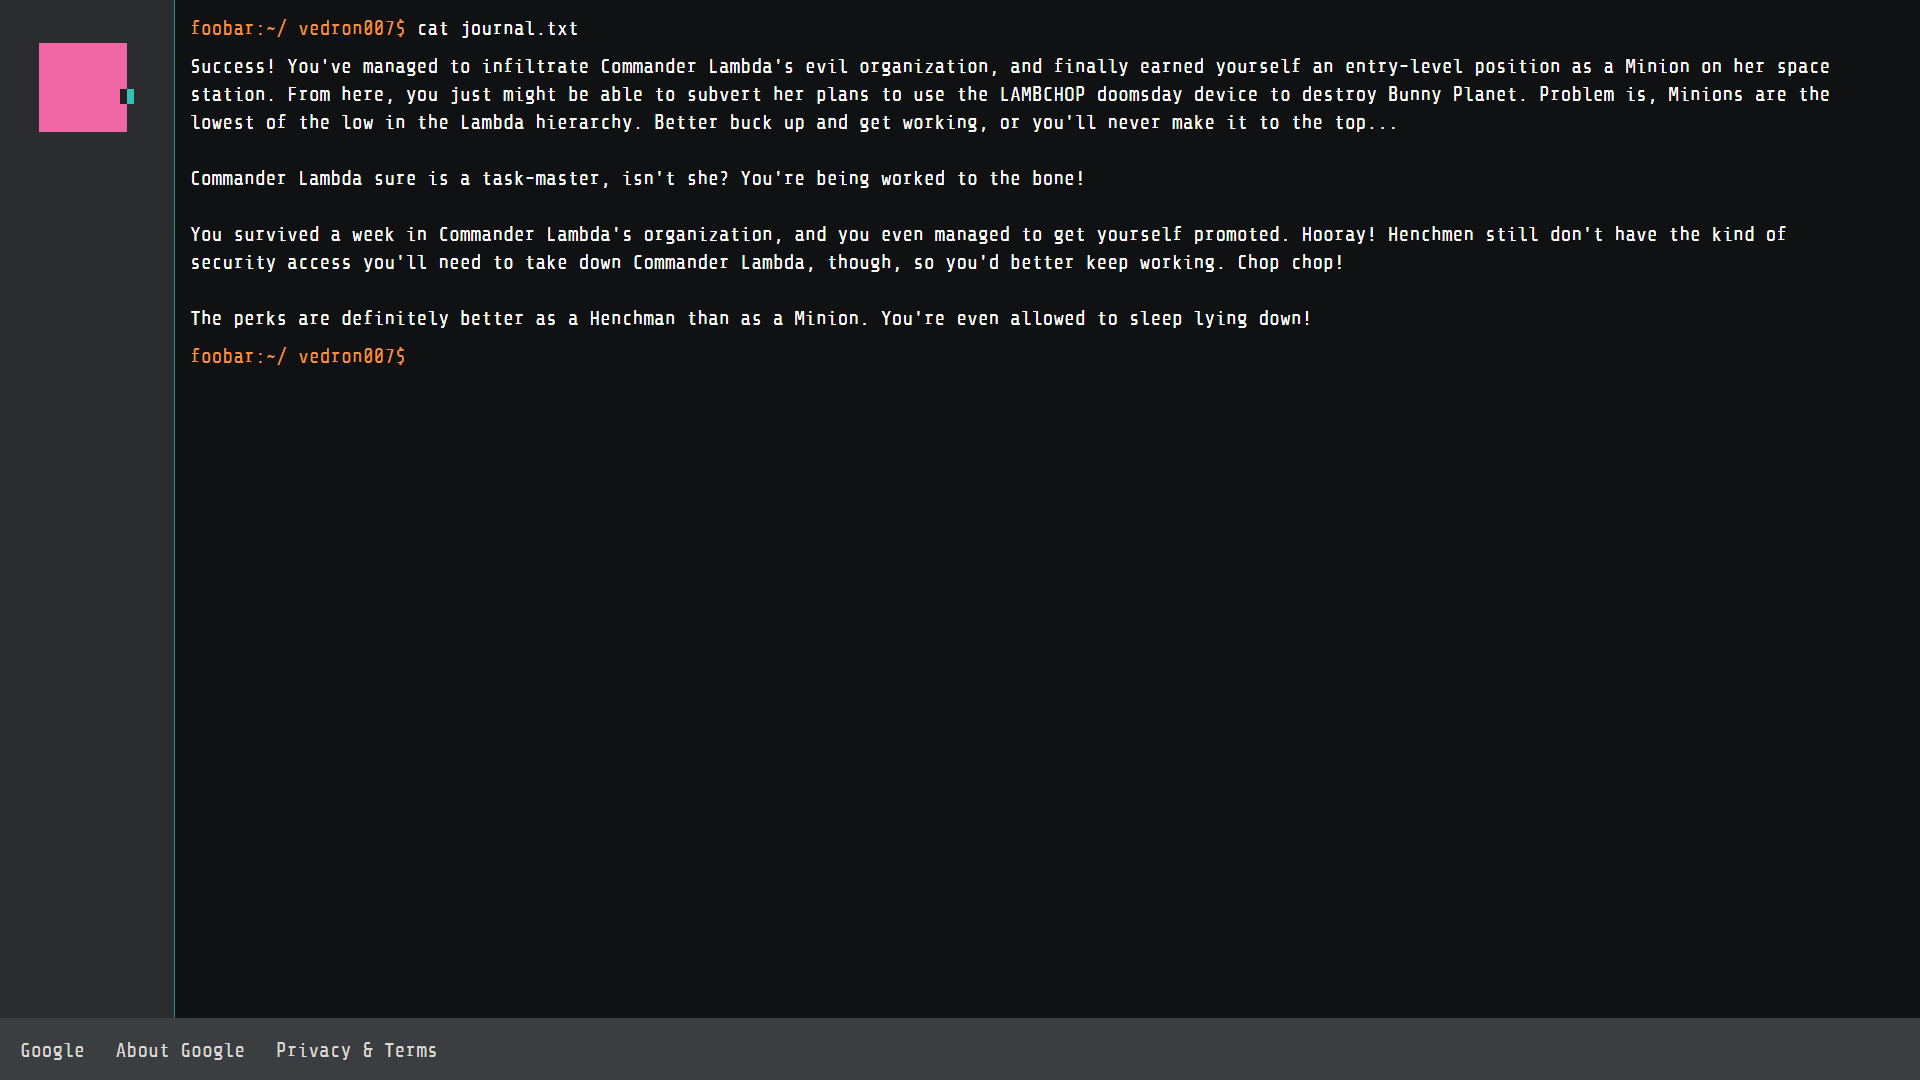 foobar:~/ vedron007$ cat journal.txt
Success! You've managed to infiltrate Commander Lambda's evil organization, and finally earned yourself an entry-level position as a Minion on her space
station. From here, you just might be able to subvert her plans to use the LAMBCHOP doomsday device to destroy Bunny Planet. Problem is, Minions are the
lowest of the low in the Lambda hierarchy. Better buck up and get working, or you'll never make it to the top...
Commander Lambda sure is a task-master, isn't she? You're being worked to the bone!
You survived a week in Commander Lambda's organization, and you even managed to get yourself promoted. Hooray! Henchmen still don't have the kind of
security access you'll need to take down Commander Lambda, though, so you'd better keep working. Chop chop!
The perks are definitely better as a Henchman than as a Minion. You're even allowed to sleep lying down!
foobar:~/ vedron007$
Google About Google Privacy & Terms